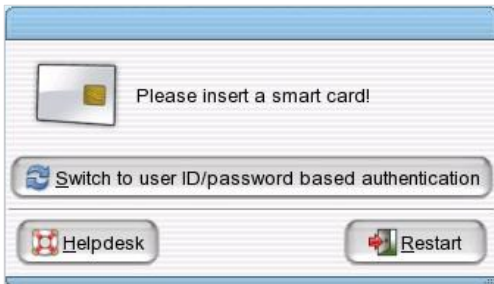 Please insert a smart card!
Switch to user ID/password based authentication
Helpdesk
Restart